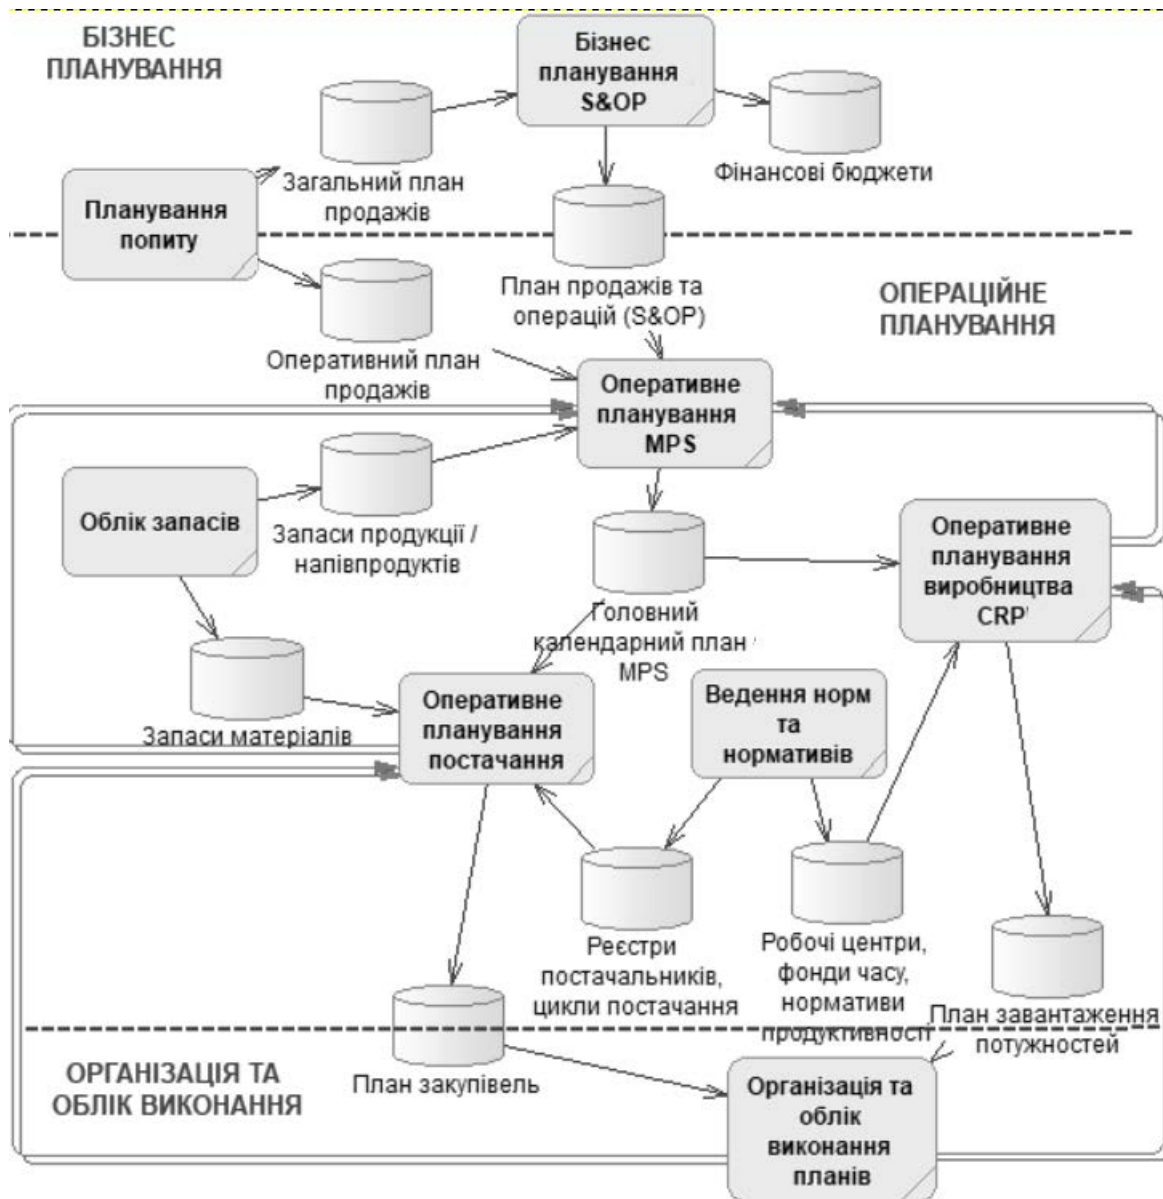 БІЗНЕС
ПЛАНУВАННЯ
Бізнес
планування
S&OP
Фінансові бюджети
Загальний план
продажів
Планування
попиту
План продажів та
операцій (S&OP)
ОПЕРАЦІЙНЕ
ПЛАНУВАННЯ
Оперативний план
продажів
Оперативне
планування
MPS
Облік запасів
Запаси продукції /
напівпродуктів
Головний
календарний план
MPS
Оперативне
планування
виробництва
CRP
Запаси матеріалів
Оперативне
планування
постачання
Ведення норм
та
нормативів
Реєстри
постачальників,
цикли постачання
Робочі центри,
фонди часу,
нормативи
продуктивності
План завантаження
потужностей
План закупівель
ОРГАНІЗАЦІЯ ТА
ОБЛІК ВИКОНАННЯ
Організація та
облік
виконання
планів